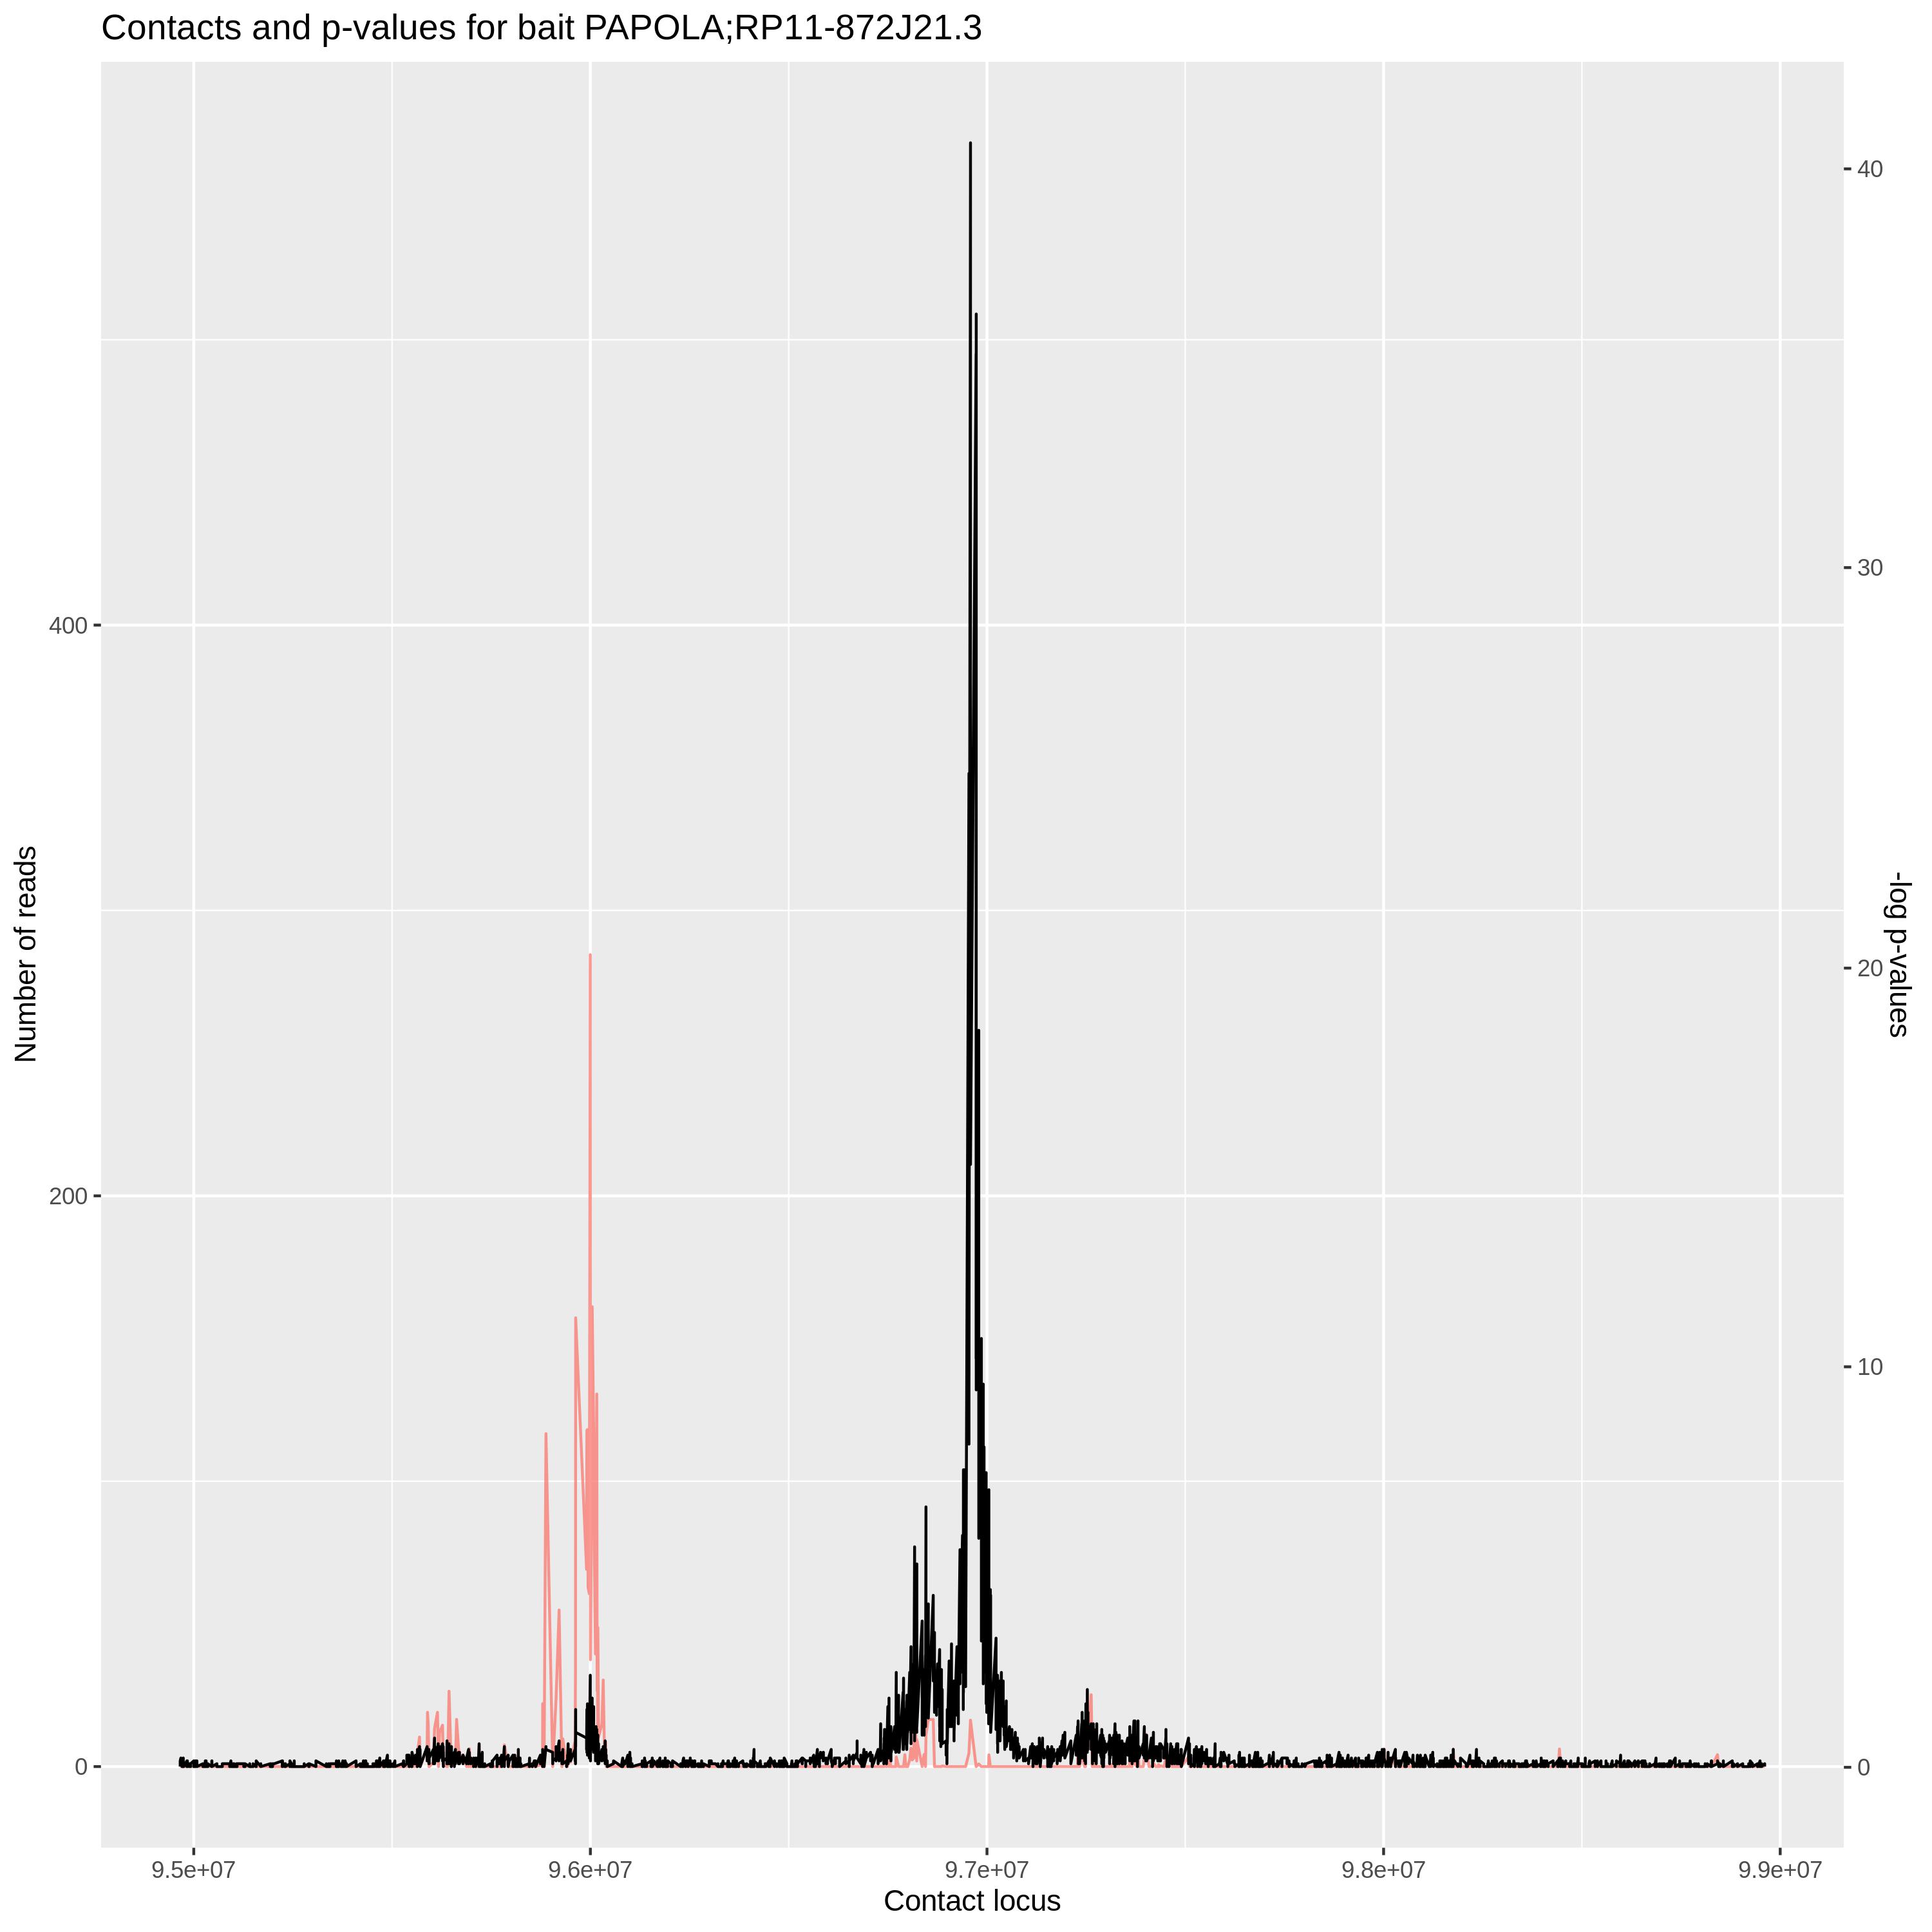 Contacts and p-values for bait PAPOLA;RP11-872J21.3
Number of reads
400
200
0
40
30
20
10
0
-log p-values
9.5e+07 9.6e+07 9.7e+07 9.8e+07 9.9e+07
Contact locus